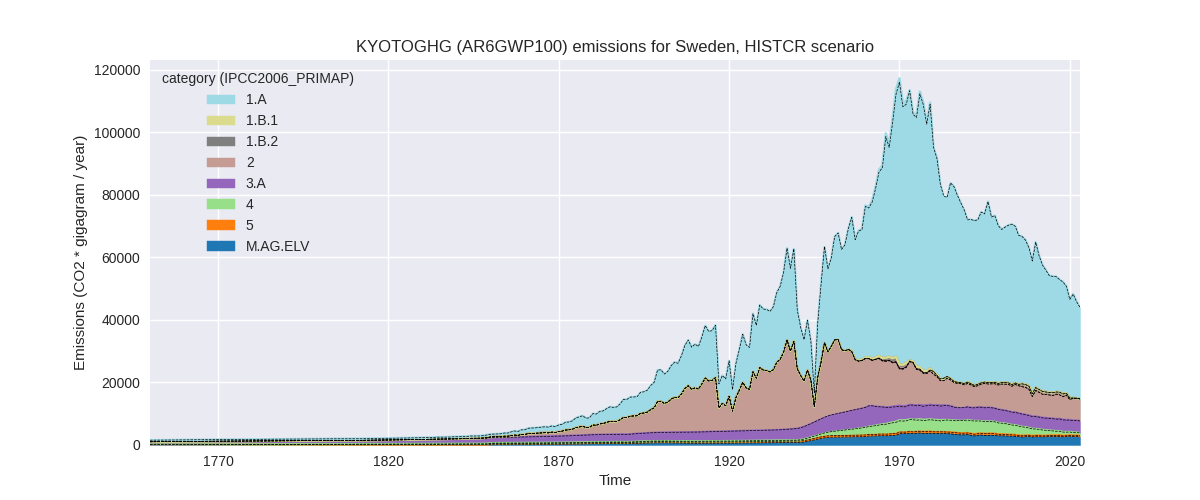 KYOTOGHG (AR6GWP100) emissions for Sweden, HISTCR scenario
120000
100000
80000
60000
40000
20000
0
Emissions (CO2 * gigagram / year)
category (IPCC2006_PRIMAP)
1.A
1.B.1
1.B.2
2
3.A
4
5
M.AG.ELV
1770
1820
1870
1920
1970
2020
Time